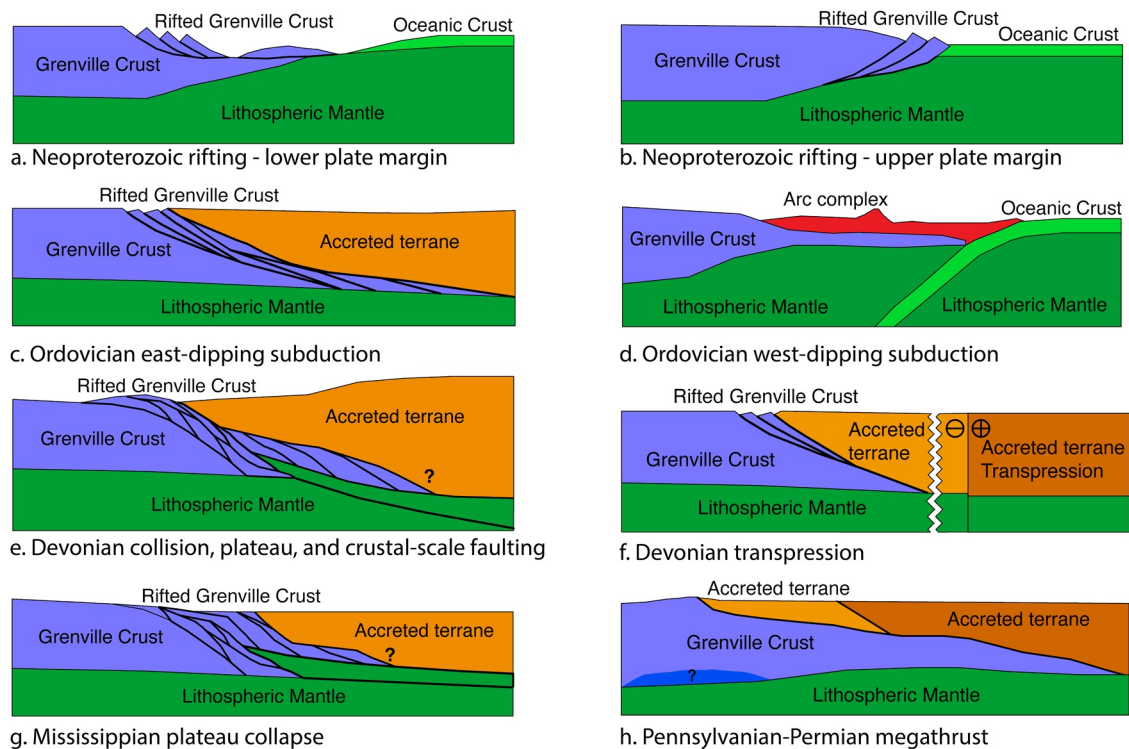 Rifted Grenville Crust
Oceanic Crust
Grenville Crust
Lithospheric Mantle
a. Neoproterozoic rifting - lower plate margin
Rifted Grenville Crust
Oceanic Crust
Grenville Crust
Lithospheric Mantle
b. Neoproterozoic rifting - upper plate margin
Rifted Grenville Crust
Accreted terrane
Grenville Crust
Lithospheric Mantle
c. Ordovician east-dipping subduction
Arc complex
Oceanic Crust
Grenville Crust
Lithospheric Mantle
Lithospheric Mantle
d. Ordovician west-dipping subduction
Rifted Grenville Crust
Accreted terrane
Grenville Crust
?
Lithospheric Mantle
e. Devonian collision, plateau, and crustal-scale faulting
Rifted Grenville Crust
Accreted
terrane
Accreted terrane
Transpression
Grenville Crust
Lithospheric Mantle
f. Devonian transpression
Rifted Grenville Crust
Accreted terrane
?
Grenville Crust
Lithospheric Mantle
g. Mississippian plateau collapse
Accreted terrane
Accreted terrane
Grenville Crust
?
Lithospheric Mantle
h. Pennsylvanian-Permian megathrust